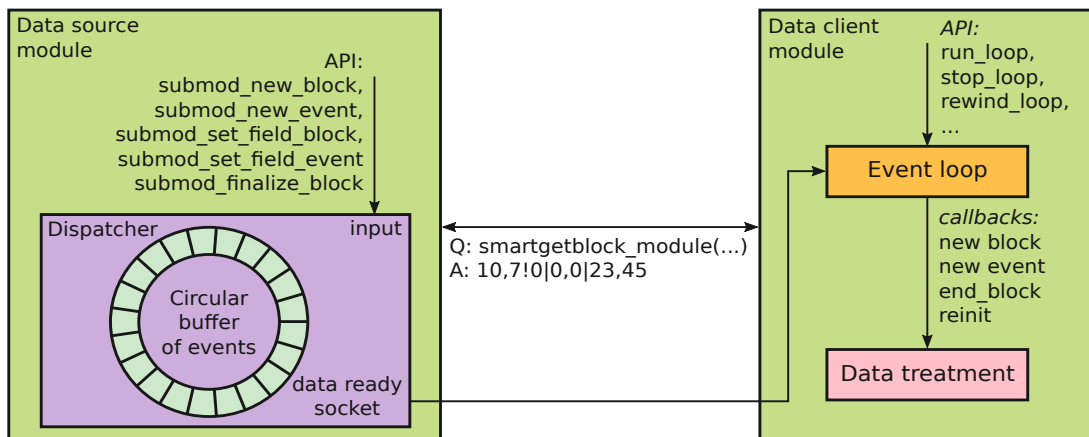 Data source
module
API:
submod_new_block,
submod_new_event,
submod_set_field_block,
submod_set_field_event
submod_finalize_block
Dispatcher
input
Circular
buffer
of events
data ready
socket
Q: smartgetblock_module(...)
A: 10,7!0|0,0|23,45
Data client
module
API:
run_loop,
stop_loop,
rewind_loop,
...
Event loop
callbacks:
new block
new event
end_block
reinit
Data treatment